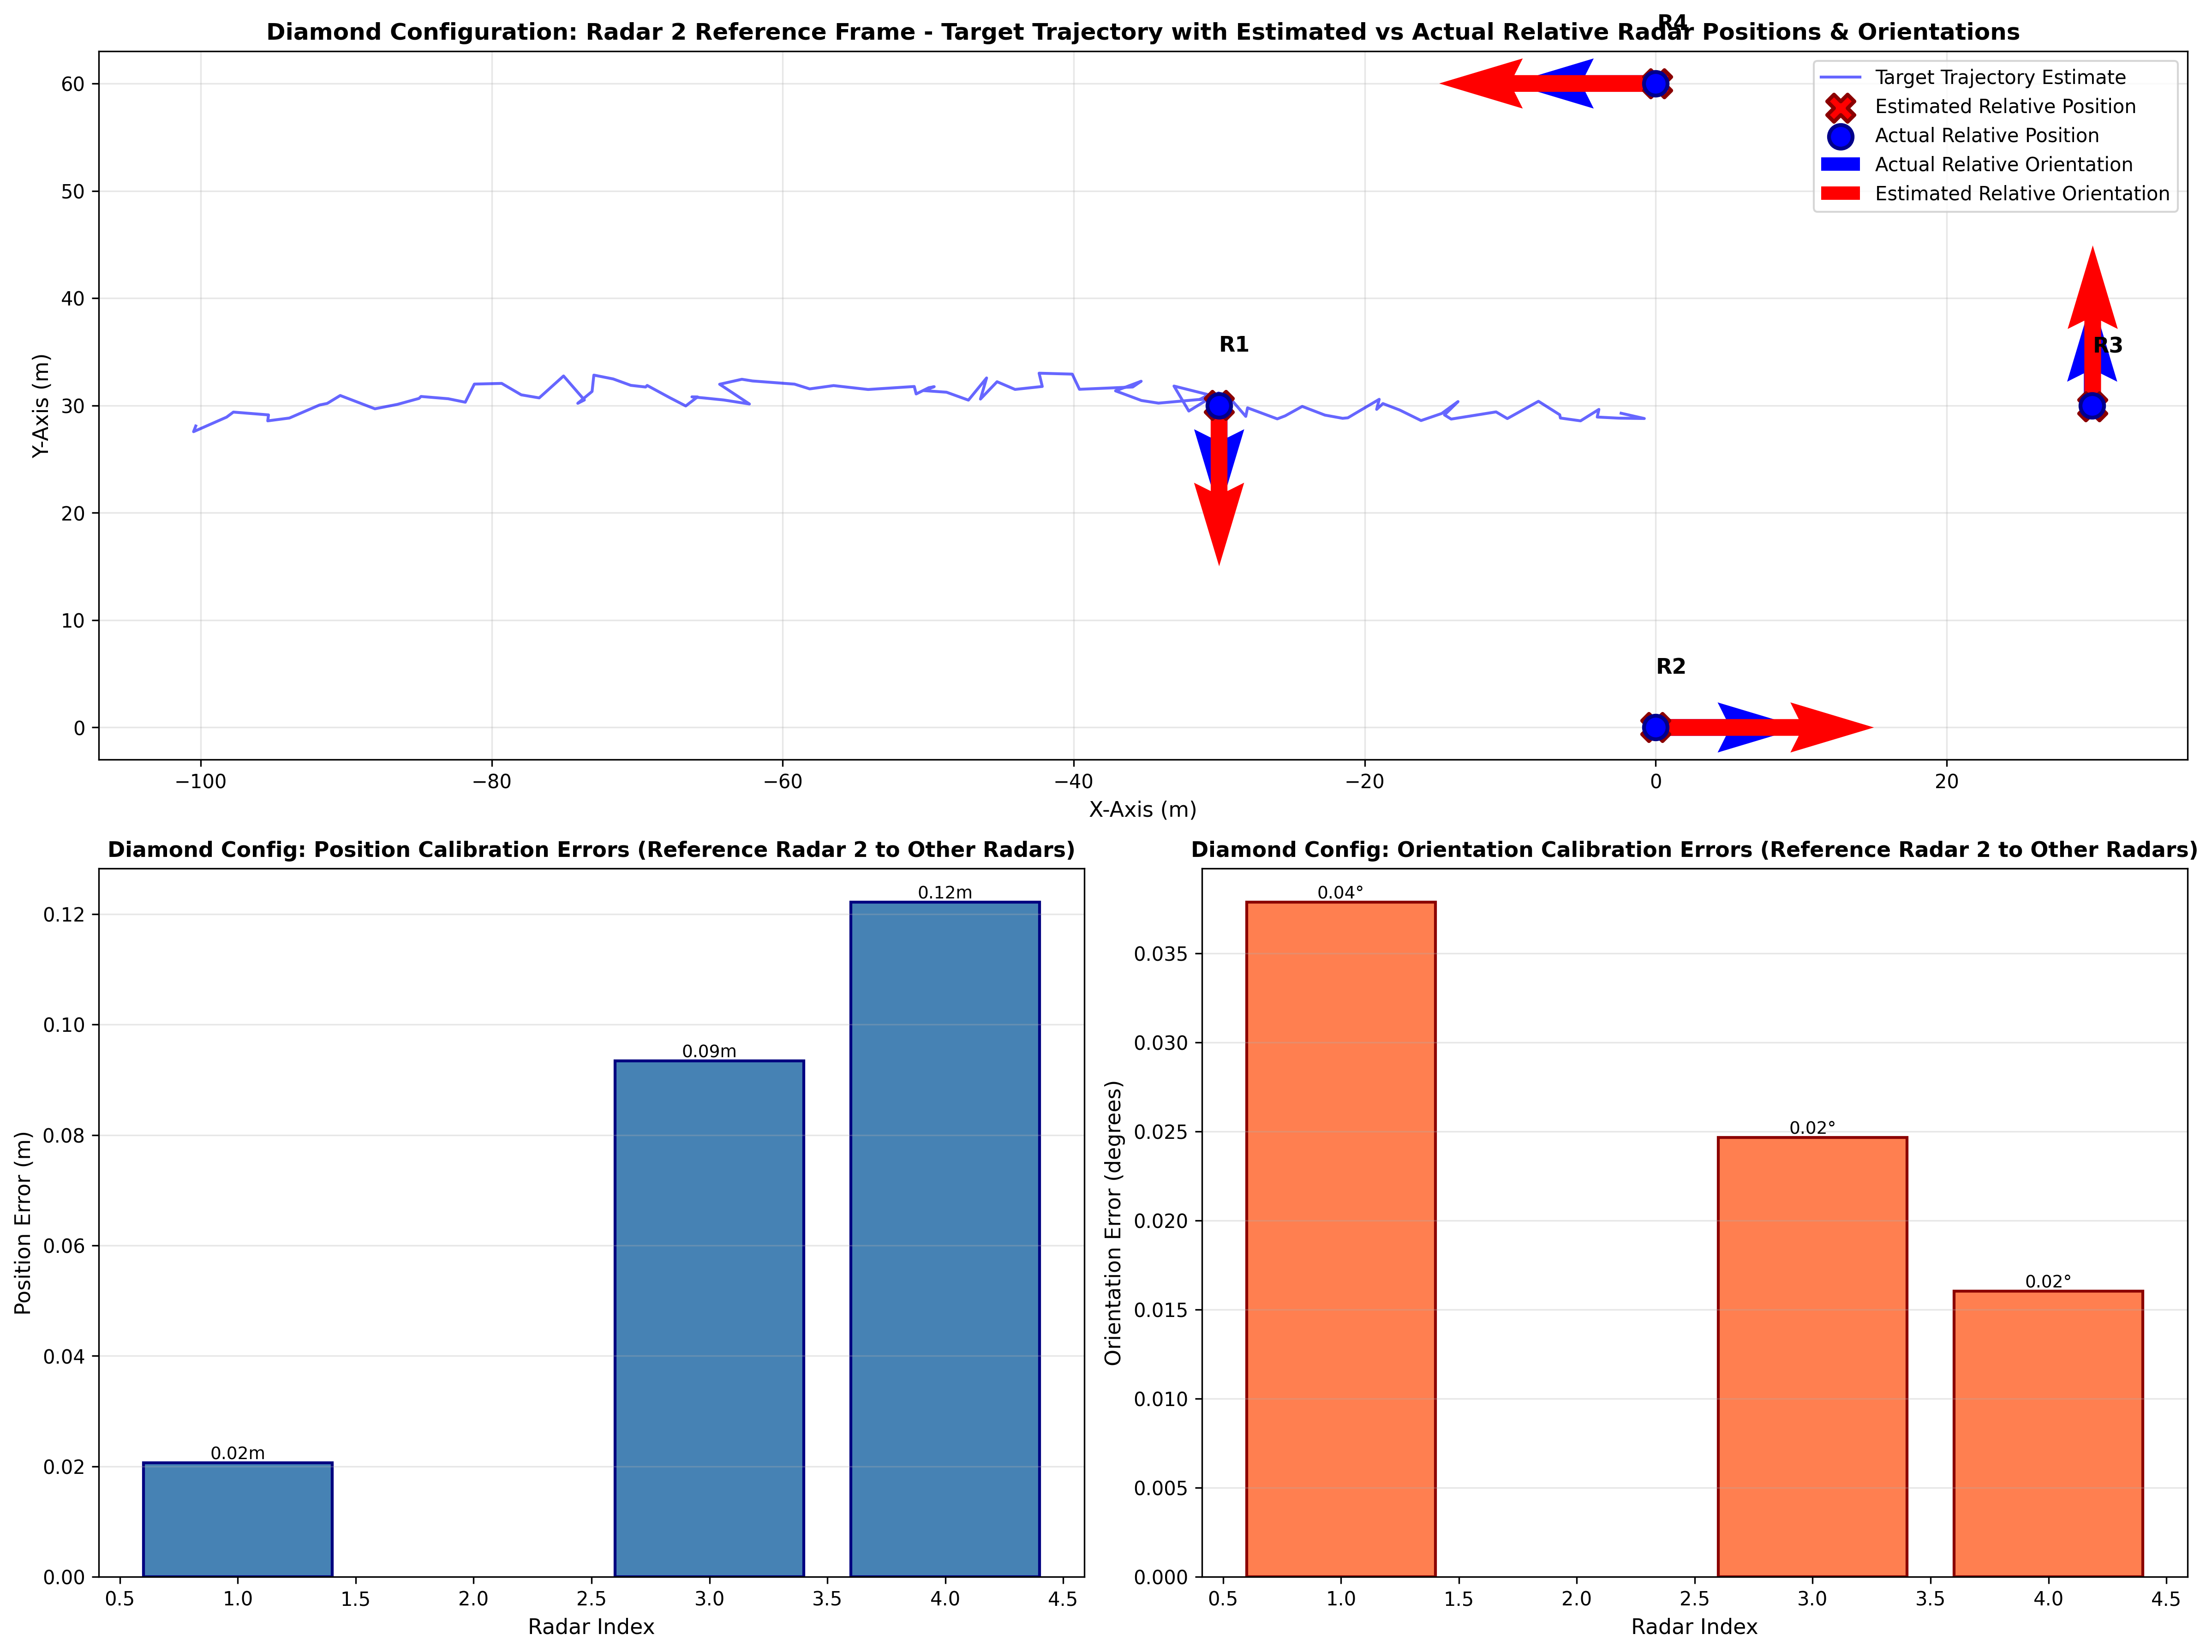 R4
Diamond Configuration: Radar 2 Reference Frame - Target Trajectory with Estimated vs Actual Relative Radar Positions & Orientations
Target Trajectory Estimate
Estimated Relative Position
Actual Relative Position
Actual Relative Orientation
Estimated Relative Orientation
R1
R3
R2
60
50
40
30
20
10
0
Y-Axis (m)
−100
−80
−60
−40
−20
0
20
X-Axis (m)
Diamond Config: Position Calibration Errors (Reference Radar 2 to Other Radars)
0.12
0.10
0.08
0.06
0.04
0.02
0.00
Position Error (m)
0.02m
0.09m
0.12m
0.5
1.0
1.5
2.0
2.5
3.0
3.5
4.0
4.5
Radar Index
Diamond Config: Orientation Calibration Errors (Reference Radar 2 to Other Radars)
0.035
0.030
0.025
0.020
0.015
0.010
0.005
0.000
Orientation Error (degrees)
0.04°
0.02°
0.02°
0.5
1.0
1.5
2.0
2.5
3.0
3.5
4.0
4.5
Radar Index